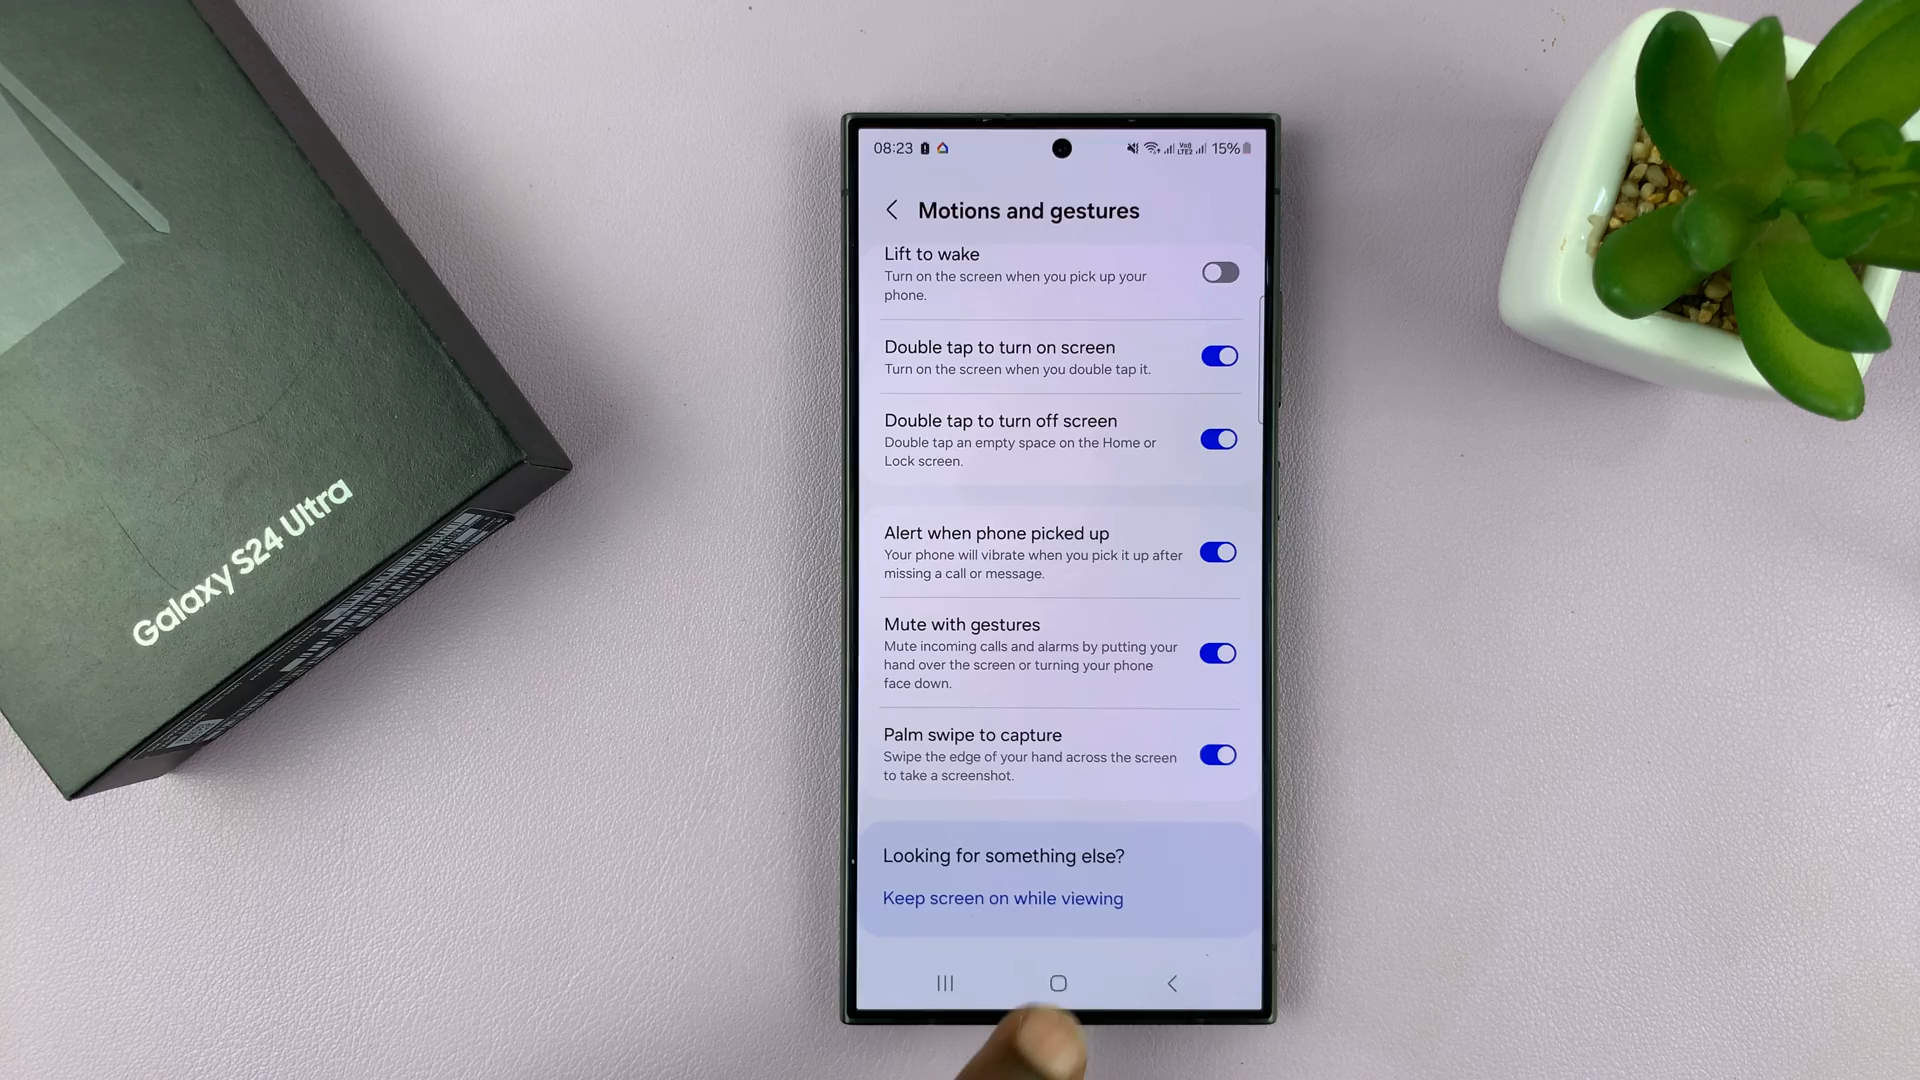 08:23
15%
Motions and gestures
Lift to wake
Turn on the screen when you pick up your
phone.
Double tap to turn on screen
Turn on the screen when you double tap it.
Double tap to turn off screen
Double tap an empty space on the Home or
Lock screen.
Alert when phone picked up
Your phone will vibrate when you pick it up after
missing a call or message.
Mute with gestures
Mute incoming calls and alarms by putting your
hand over the screen or turning your phone
face down.
Palm swipe to capture
Swipe the edge of your hand across the screen
to take a screenshot.
Looking for something else?
Keep screen on while viewing
Galaxy S24 Ultra